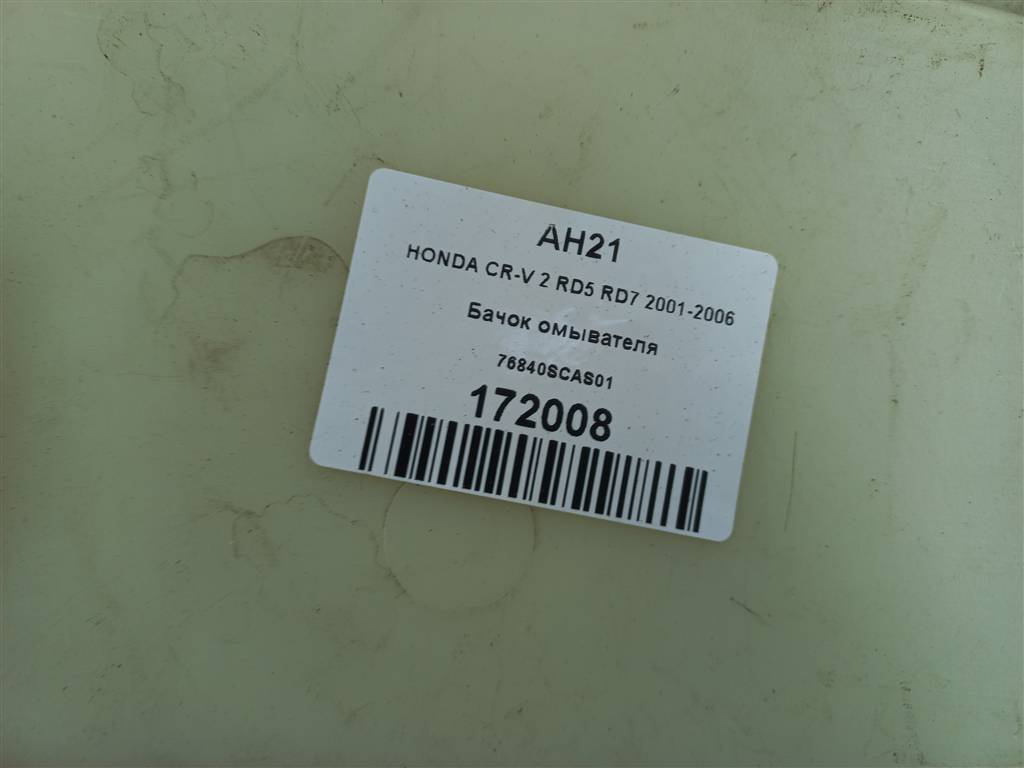 AH21
HONDA CR-V 2 RD5 RD7 2001-2006
Бачок омывателя
76840SCAS01
172008